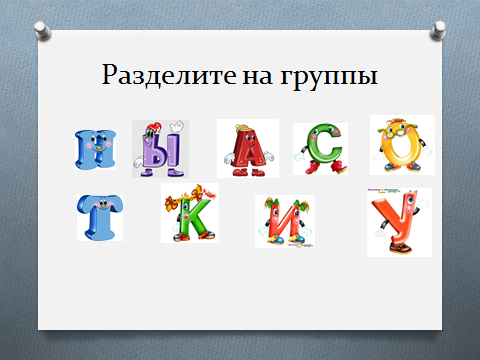 Разделите на группы
Н Ы А С О
Т К И У